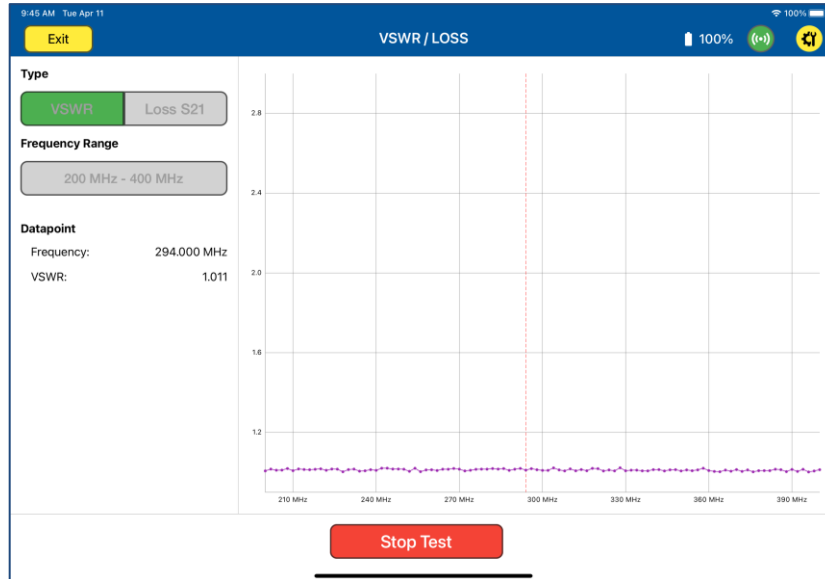 9:45 AM Tue Apr 11 100%
Exit VSWR / LOSS 100%
Type
VSWR Loss S21
Frequency Range
200 MHz - 400 MHz
Datapoint
Frequency: 294.000 MHz
VSWR: 1.011
2.8
2.4
2.0
1.6
1.2
210 MHz 240 MHz 270 MHz 300 MHz 330 MHz 360 MHz 390 MHz
Stop Test